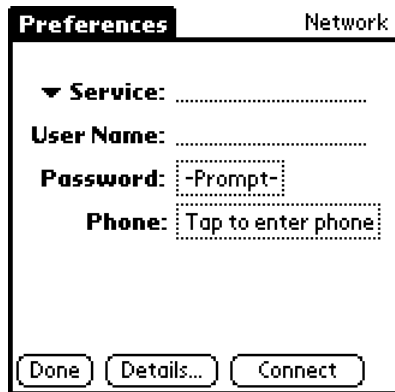 Preferences Network
Service:
User Name:
Password: -Prompt-
Phone: Tap to enter phone
Done Details... Connect